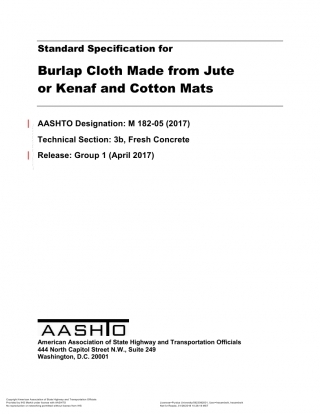 Standard Specification for
Burlap Cloth Made from Jute
or Kenaf and Cotton Mats
AASHTO Designation: M 182-05 (2017)
Technical Section: 3b, Fresh Concrete
Release: Group 1 (April 2017)
AASHTO
American Association of State Highway and Transportation Officials
444 North Capitol Street N.W., Suite 249
Washington, D.C. 20001